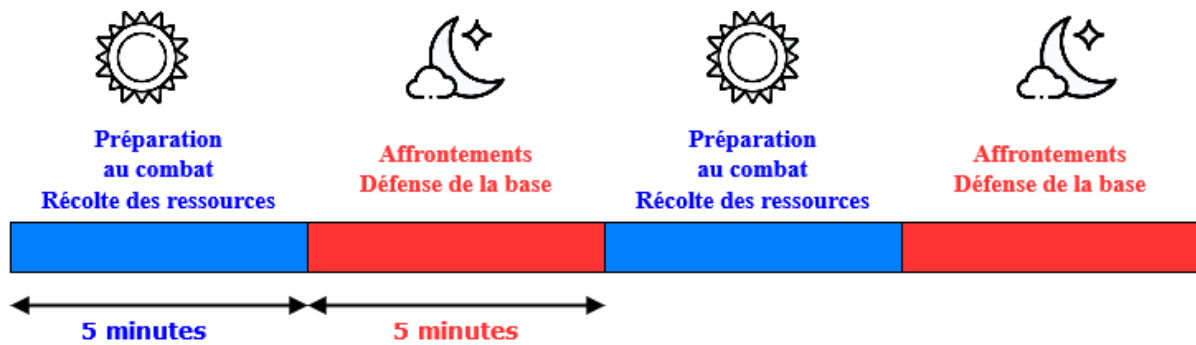 Préparation
au combat
Récolte des ressources
Affrontements
Défense de la base
Préparation
au combat
Récolte des ressources
Affrontements
Défense de la base
5 minutes
5 minutes